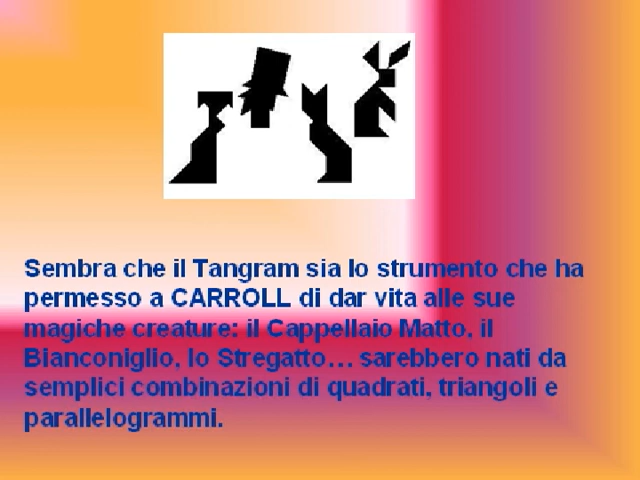 Sembra che il Tangram sia lo strumento che ha
permesso a CARROLL di dar vita alle sue
magiche creature: il Cappellaio Matto, il
Bianconiglio, lo Stregatto… sarebbero nati da
semplici combinazioni di quadrati, triangoli e
parallelogrammi.